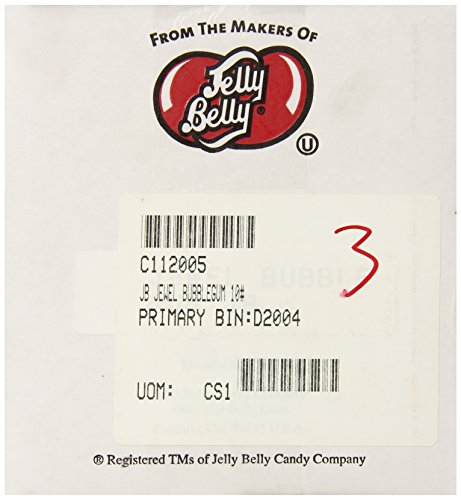 FROM THE MAKERS OF
Jelly
Belly®
U
C112005
3
JB JEWEL BUBBLEGUM 10#
PRIMARY BIN:D2004
UOM: CS1
® Registered TMs of Jelly Belly Candy Company